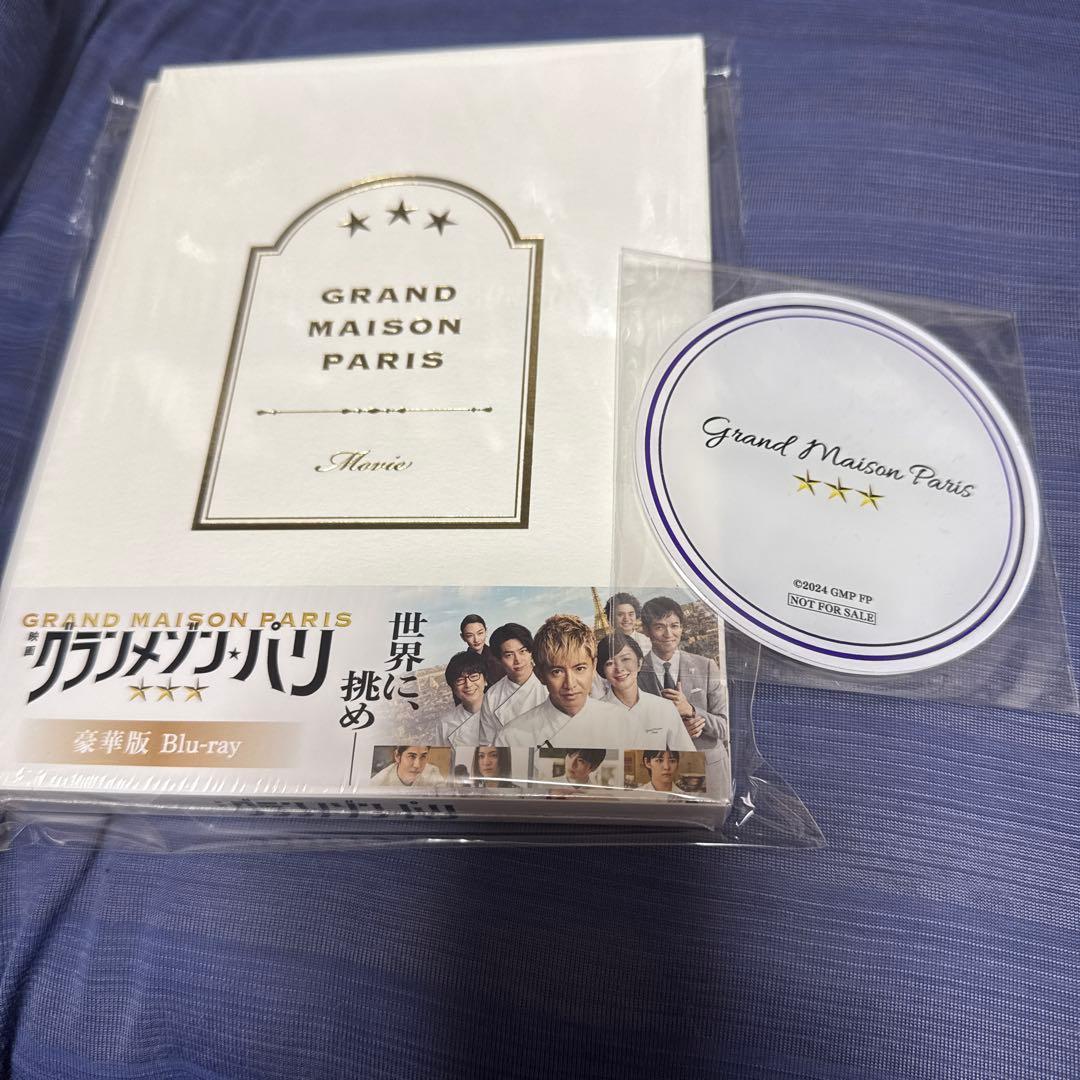 GRAND
MAISON
PARIS
Movie
GRAND MAISON PARIS
映画
グランメゾン★パリ
豪華版 Blu-ray
世界に、
挑め
Grand Maison Paris
©2024 GMP FP
NOT FOR SALE